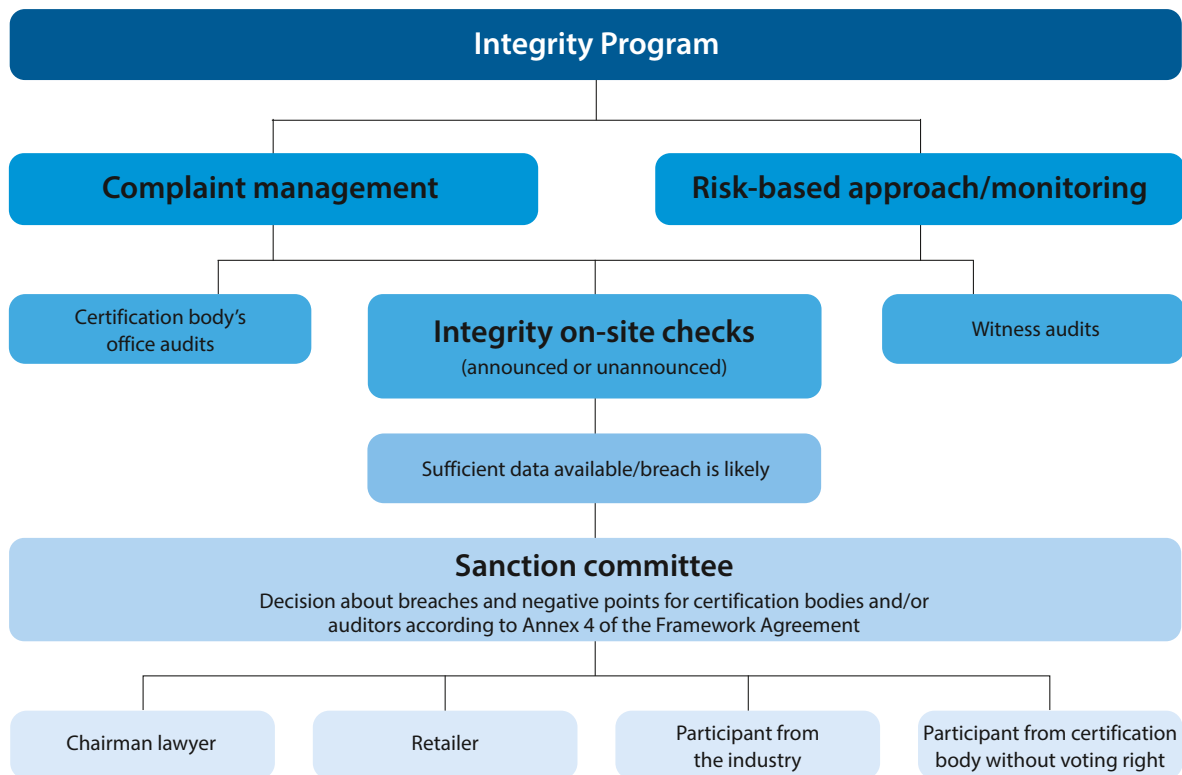 Integrity Program
Complaint management
Risk-based approach/monitoring
Certification body's
office audits
Integrity on-site checks
(announced or unannounced)
Witness audits
Sufficient data available/breach is likely
Sanction committee
Decision about breaches and negative points for certification bodies and/or
auditors according to Annex 4 of the Framework Agreement
Chairman lawyer
Retailer
Participant from
the industry
Participant from certification
body without voting right